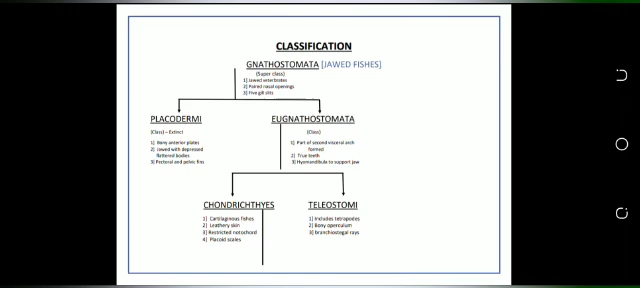 CLASSIFICATION
GNATHOSTOMATA [JAWED FISHES]
(Super class)
1] Jawed veterbrates
2] Paired nasal openings
3] Five gill slits
PLACODERMI
(Class) – Extinct
1] Bony anterior plates
2] Jawed with depressed
flattered bodies
3] Pectoral and pelvic fins
EUGNATHOSTOMATA
(Class)
1] Part of second visceral arch
formed
2] True teeth
3] Hyomandibula to support jaw
CHONDRICHTHYES
1] Cartilaginous fishes
2] Leathery skin
3] Restricted notochord
4] Placoid scales
TELEOSTOMI
1] Includes tetrapodes
2] Bony operculum
3] branchiostegal rays